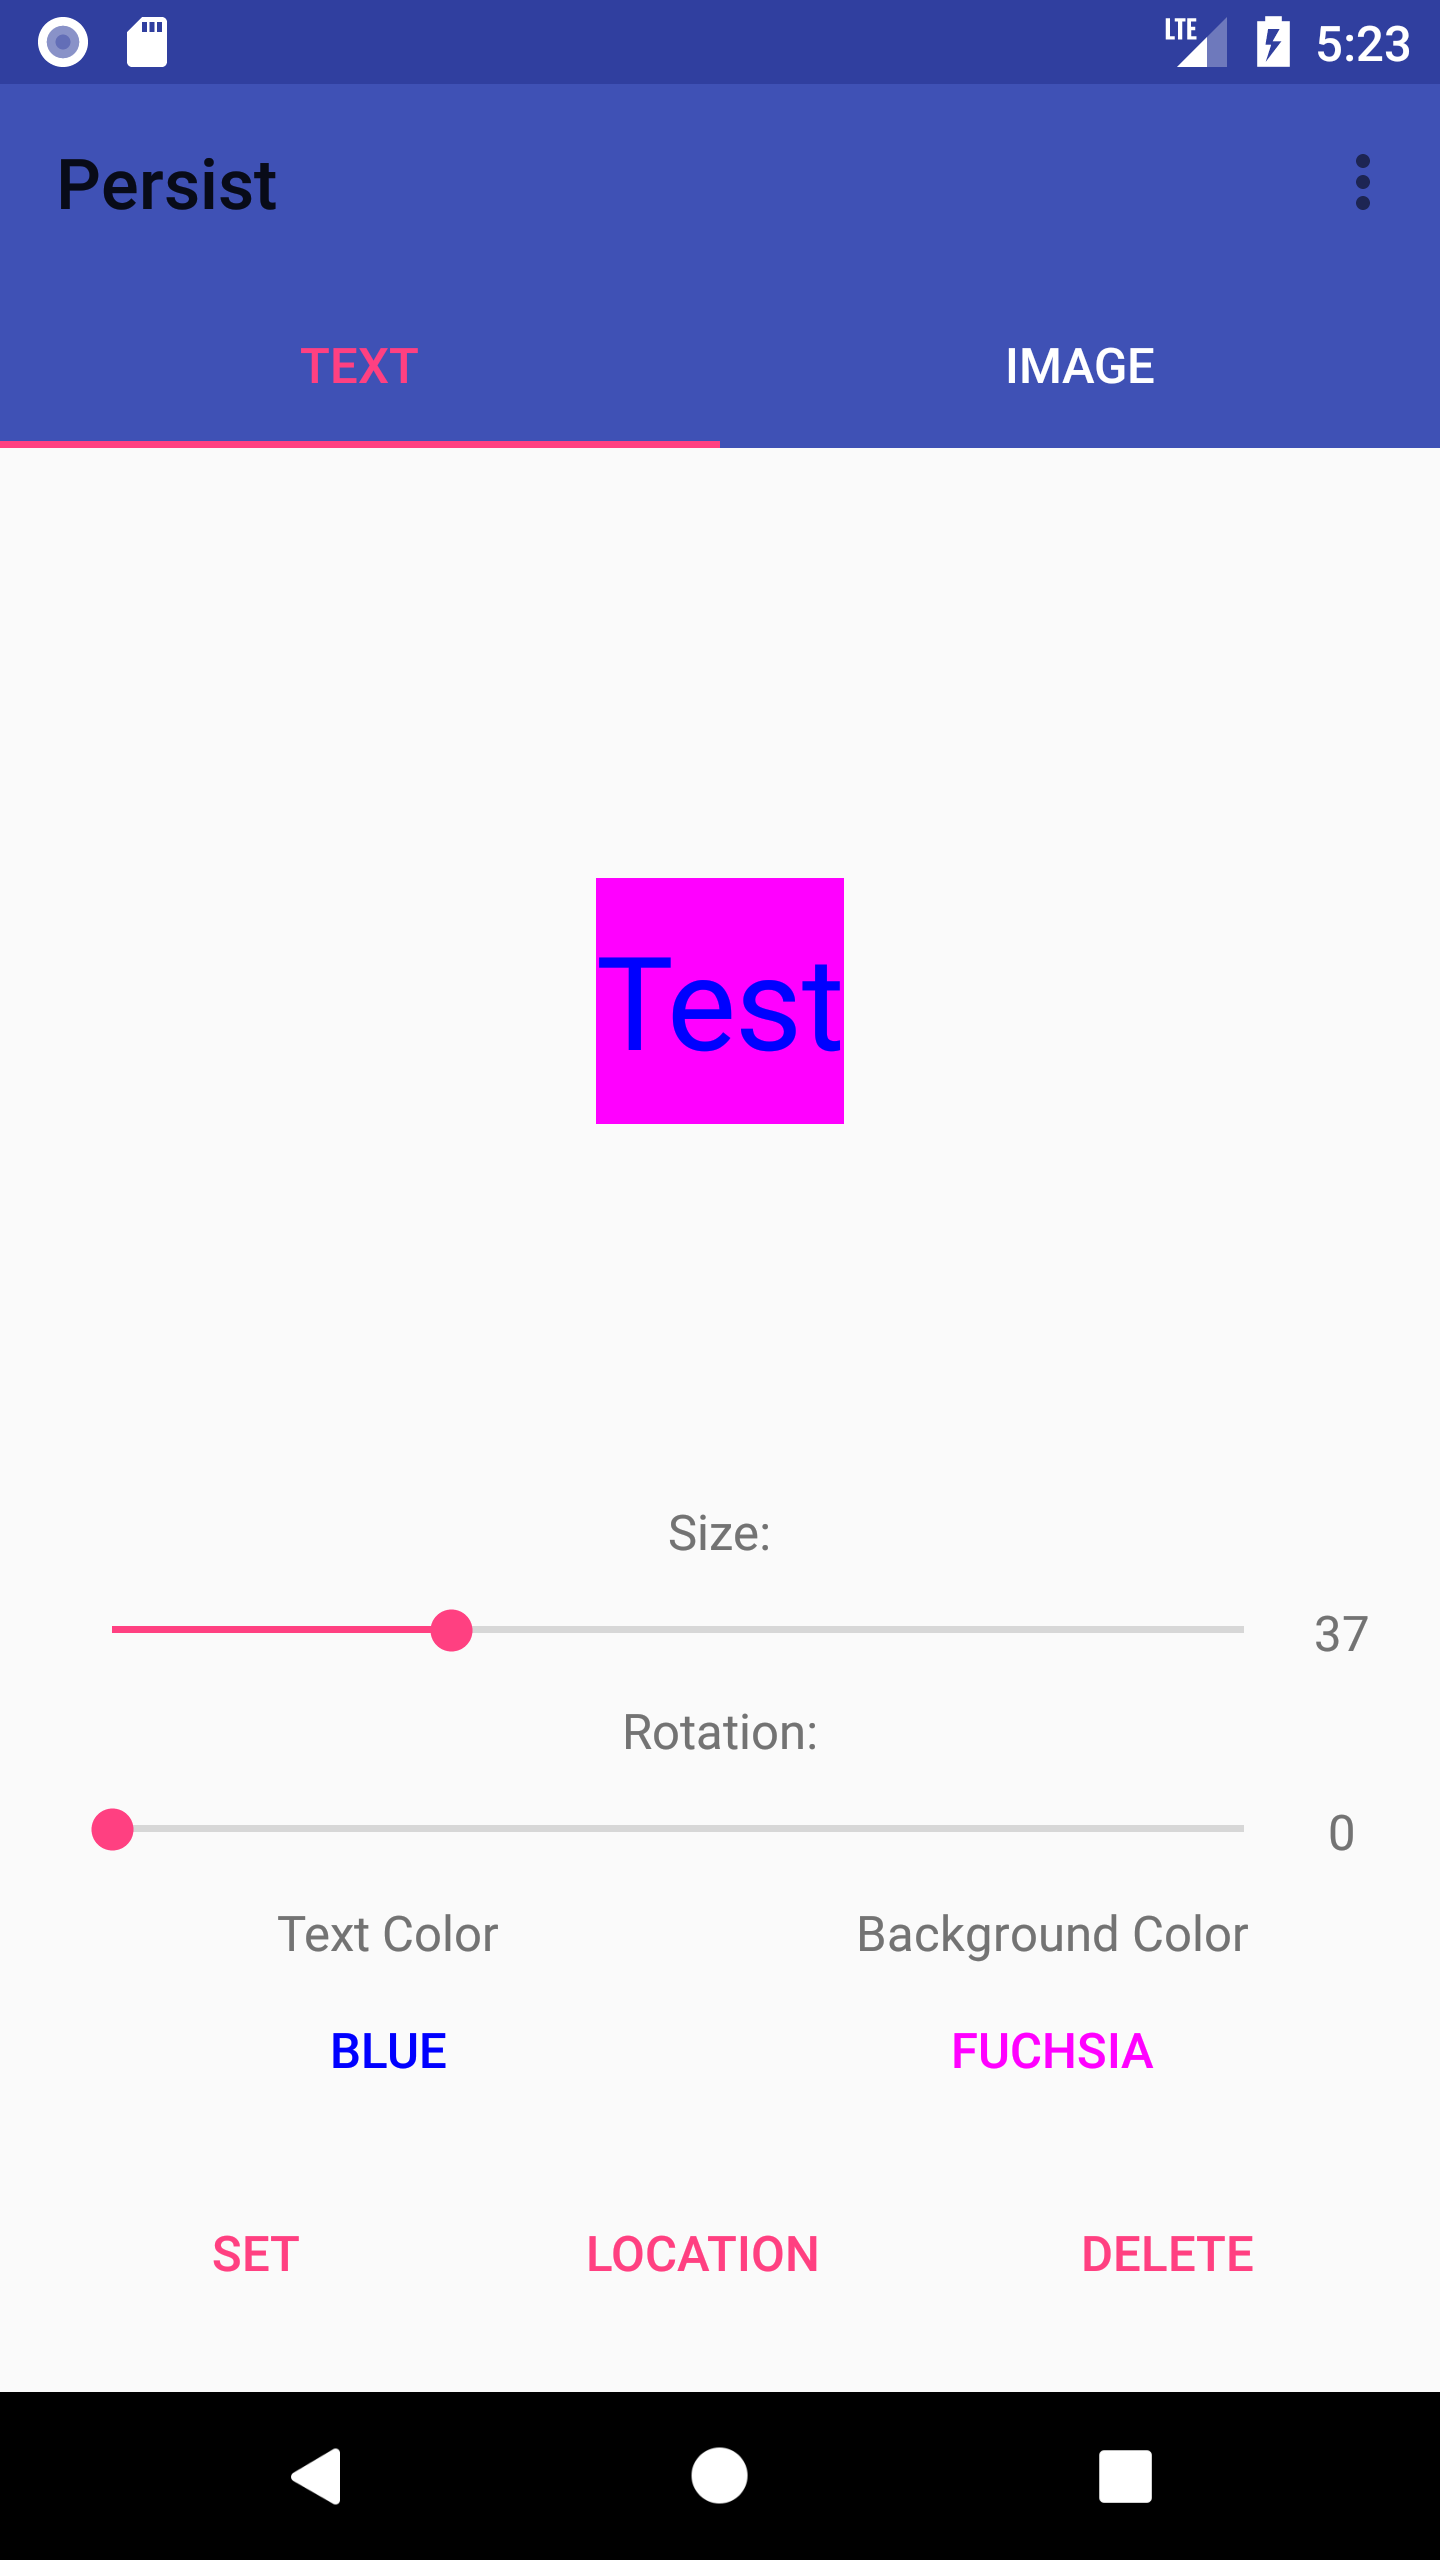 LTE 5:23
Persist
TEXT IMAGE
Test
Size:
37
Rotation:
0
Text Color Background Color
BLUE FUCHSIA
SET LOCATION DELETE